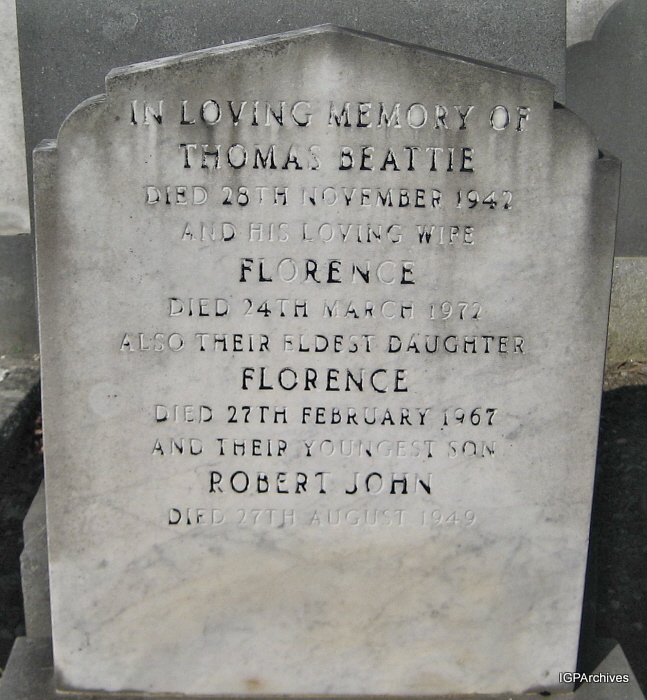 IN LOVING MEMORY OF
THOMAS BEATTIE
DIED 28TH NOVEMBER 1942
AND HIS LOVING WIFE
FLORENCE
DIED 24TH MARCH 1972
ALSO THEIR ELDEST DAUGHTER
FLORENCE
DIED 27TH FEBRUARY 1967
AND THEIR YOUNGEST SON
ROBERT JOHN
DIED 27TH AUGUST 1949
IGPArchives